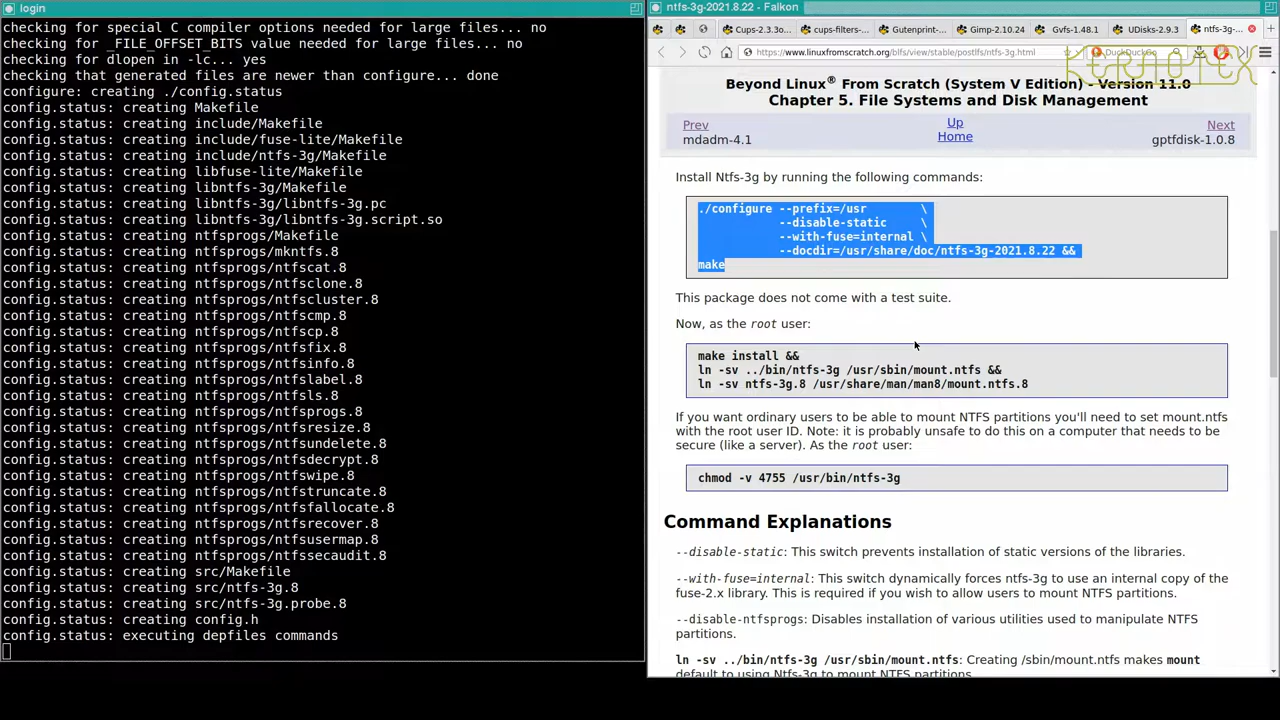 login
checking for special C compiler options needed for large files... no
checking for _FILE_OFFSET_BITS value needed for large files... no
checking for dlopen in -lc... yes
checking that generated files are newer than configure... done
configure: creating ./config.status
config.status: creating Makefile
config.status: creating include/Makefile
config.status: creating include/fuse-lite/Makefile
config.status: creating include/ntfs-3g/Makefile
config.status: creating libfuse-lite/Makefile
config.status: creating libntfs-3g/Makefile
config.status: creating libntfs-3g/libntfs-3g.pc
config.status: creating libntfs-3g/libntfs-3g.script.so
config.status: creating ntfsprogs/Makefile
config.status: creating ntfsprogs/mkntfs.8
config.status: creating ntfsprogs/ntfscat.8
config.status: creating ntfsprogs/ntfsclone.8
config.status: creating ntfsprogs/ntfscluster.8
config.status: creating ntfsprogs/ntfscmp.8
config.status: creating ntfsprogs/ntfscp.8
config.status: creating ntfsprogs/ntfsfix.8
config.status: creating ntfsprogs/ntfsinfo.8
config.status: creating ntfsprogs/ntfslabel.8
config.status: creating ntfsprogs/ntfsls.8
config.status: creating ntfsprogs/ntfsprogs.8
config.status: creating ntfsprogs/ntfsresize.8
config.status: creating ntfsprogs/ntfsundelete.8
config.status: creating ntfsprogs/ntfsdecrypt.8
config.status: creating ntfsprogs/ntfswipe.8
config.status: creating ntfsprogs/ntfstruncate.8
config.status: creating ntfsprogs/ntfsfallocate.8
config.status: creating ntfsprogs/ntfsrecover.8
config.status: creating ntfsprogs/ntfsusermap.8
config.status: creating ntfsprogs/ntfssecaudit.8
config.status: creating src/Makefile
config.status: creating src/ntfs-3g.8
config.status: creating src/ntfs-3g.probe.8
config.status: creating config.h
config.status: executing depfiles commands
ntfs-3g-2021.8.22 - Falkon
Cups-2.3.3o... cups-filters-... Gutenprint-... Gimp-2.10.24 Gvfs-1.48.1 UDisks-2.9.3 ntfs-3g-...
https://www.linuxfromscratch.org/blfs/view/stable/postlfs/ntfs-3g.html DuckDuckGo
KERNOTEX
Beyond Linux® From Scratch (System V Edition) - Version 11.0
Chapter 5. File Systems and Disk Management
Prev Up Next
mdadm-4.1 Home gptfdisk-1.0.8
Install Ntfs-3g by running the following commands:
./configure --prefix=/usr \
--disable-static \
--with-fuse=internal \
--docdir=/usr/share/doc/ntfs-3g-2021.8.22 &&
make
This package does not come with a test suite.
Now, as the root user:
make install &&
ln -sv ../bin/ntfs-3g /usr/sbin/mount.ntfs &&
ln -sv ntfs-3g.8 /usr/share/man/man8/mount.ntfs.8
If you want ordinary users to be able to mount NTFS partitions you'll need to set mount.ntfs
with the root user ID. Note: it is probably unsafe to do this on a computer that needs to be
secure (like a server). As the root user:
chmod -v 4755 /usr/bin/ntfs-3g
Command Explanations
--disable-static: This switch prevents installation of static versions of the libraries.
--with-fuse=internal: This switch dynamically forces ntfs-3g to use an internal copy of the
fuse-2.x library. This is required if you wish to allow users to mount NTFS partitions.
--disable-ntfsprogs: Disables installation of various utilities used to manipulate NTFS
partitions.
ln -sv ../bin/ntfs-3g /usr/sbin/mount.ntfs: Creating /sbin/mount.ntfs makes mount
default to using Ntfs-3g to mount NTFS partitions.